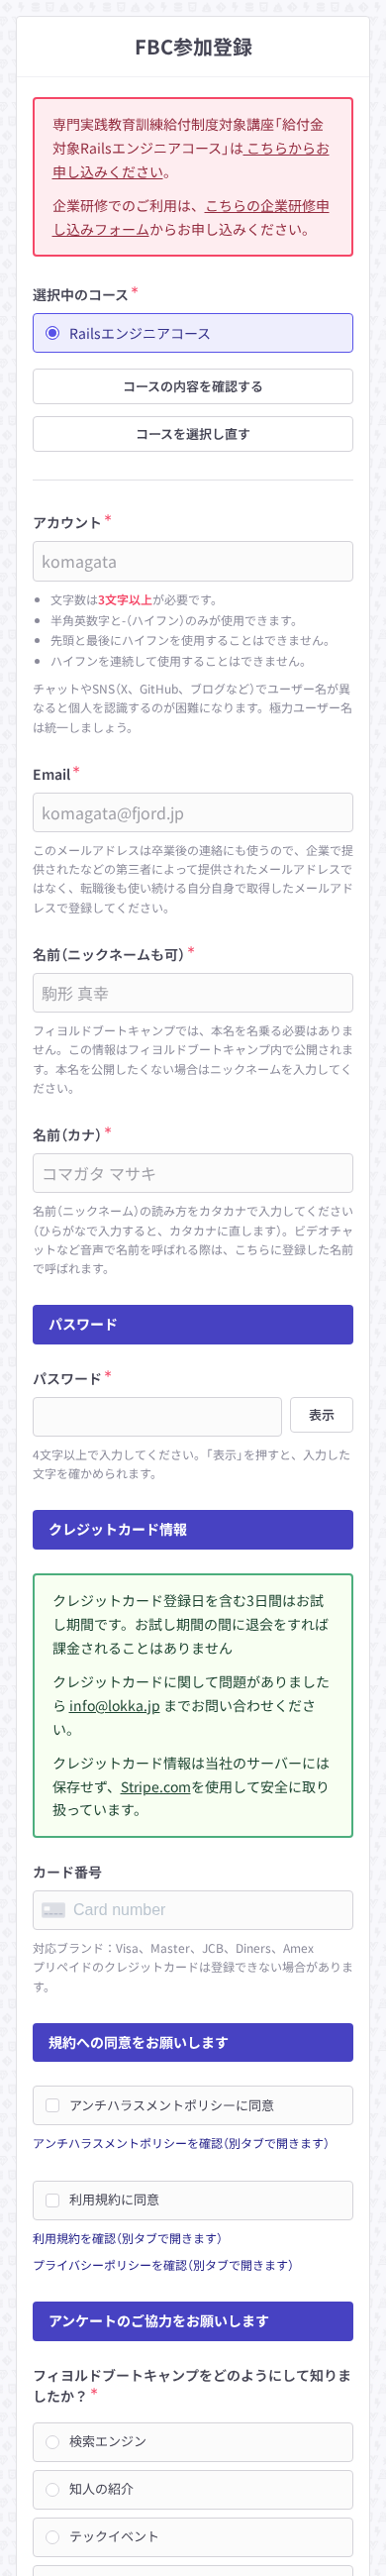 FBC参加登録
専門実践教育訓練給付制度対象講座「給付金
対象Railsエンジニアコース」は こちらからお
申し込みください。
企業研修でのご利用は、こちらの企業研修申
し込みフォームからお申し込みください。
選択中のコース*
Railsエンジニアコース
コースの内容を確認する
コースを選択し直す
アカウント*
komagata
文字数は3文字以上が必要です。
半角英数字と-（ハイフン）のみが使用できます。
先頭と最後にハイフンを使用することはできません。
ハイフンを連続して使用することはできません。
チャットやSNS（X、GitHub、ブログなど）でユーザー名が異
なると個人を認識するのが困難になります。極力ユーザー名
は統一しましょう。
Email*
komagata@fjord.jp
このメールアドレスは卒業後の連絡にも使うので、企業で提
供されたなどの第三者によって提供されたメールアドレスで
はなく、転職後も使い続ける自分自身で取得したメールアド
レスで登録してください。
名前（ニックネームも可）*
駒形 真幸
フィヨルドブートキャンプでは、本名を名乗る必要はありま
せん。この情報はフィヨルドブートキャンプ内で公開されま
す。本名を公開したくない場合はニックネームを入力してく
ださい。
名前（カナ）*
コマガタ マサキ
名前（ニックネーム）の読み方をカタカナで入力してください
（ひらがなで入力すると、カタカナに直します）。ビデオチャ
ットなど音声で名前を呼ばれる際は、こちらに登録した名前
で呼ばれます。
パスワード
パスワード*
表示
4文字以上で入力してください。「表示」を押すと、入力した
文字を確かめられます。
クレジットカード情報
クレジットカード登録日を含む3日間はお試
し期間です。お試し期間の間に退会をすれば
課金されることはありません
クレジットカードに関して問題がありました
ら info@lokka.jp までお問い合わせくださ
い。
クレジットカード情報は当社のサーバーには
保存せず、Stripe.comを使用して安全に取り
扱っています。
カード番号
Card number
対応ブランド：Visa、Master、JCB、Diners、Amex
プリペイドのクレジットカードは登録できない場合がありま
す。
規約への同意をお願いします
アンチハラスメントポリシーに同意
アンチハラスメントポリシーを確認（別タブで開きます）
利用規約に同意
利用規約を確認（別タブで開きます）
プライバシーポリシーを確認（別タブで開きます）
アンケートのご協力をお願いします
フィヨルドブートキャンプをどのようにして知りま
したか？*
検索エンジン
知人の紹介
テックイベント